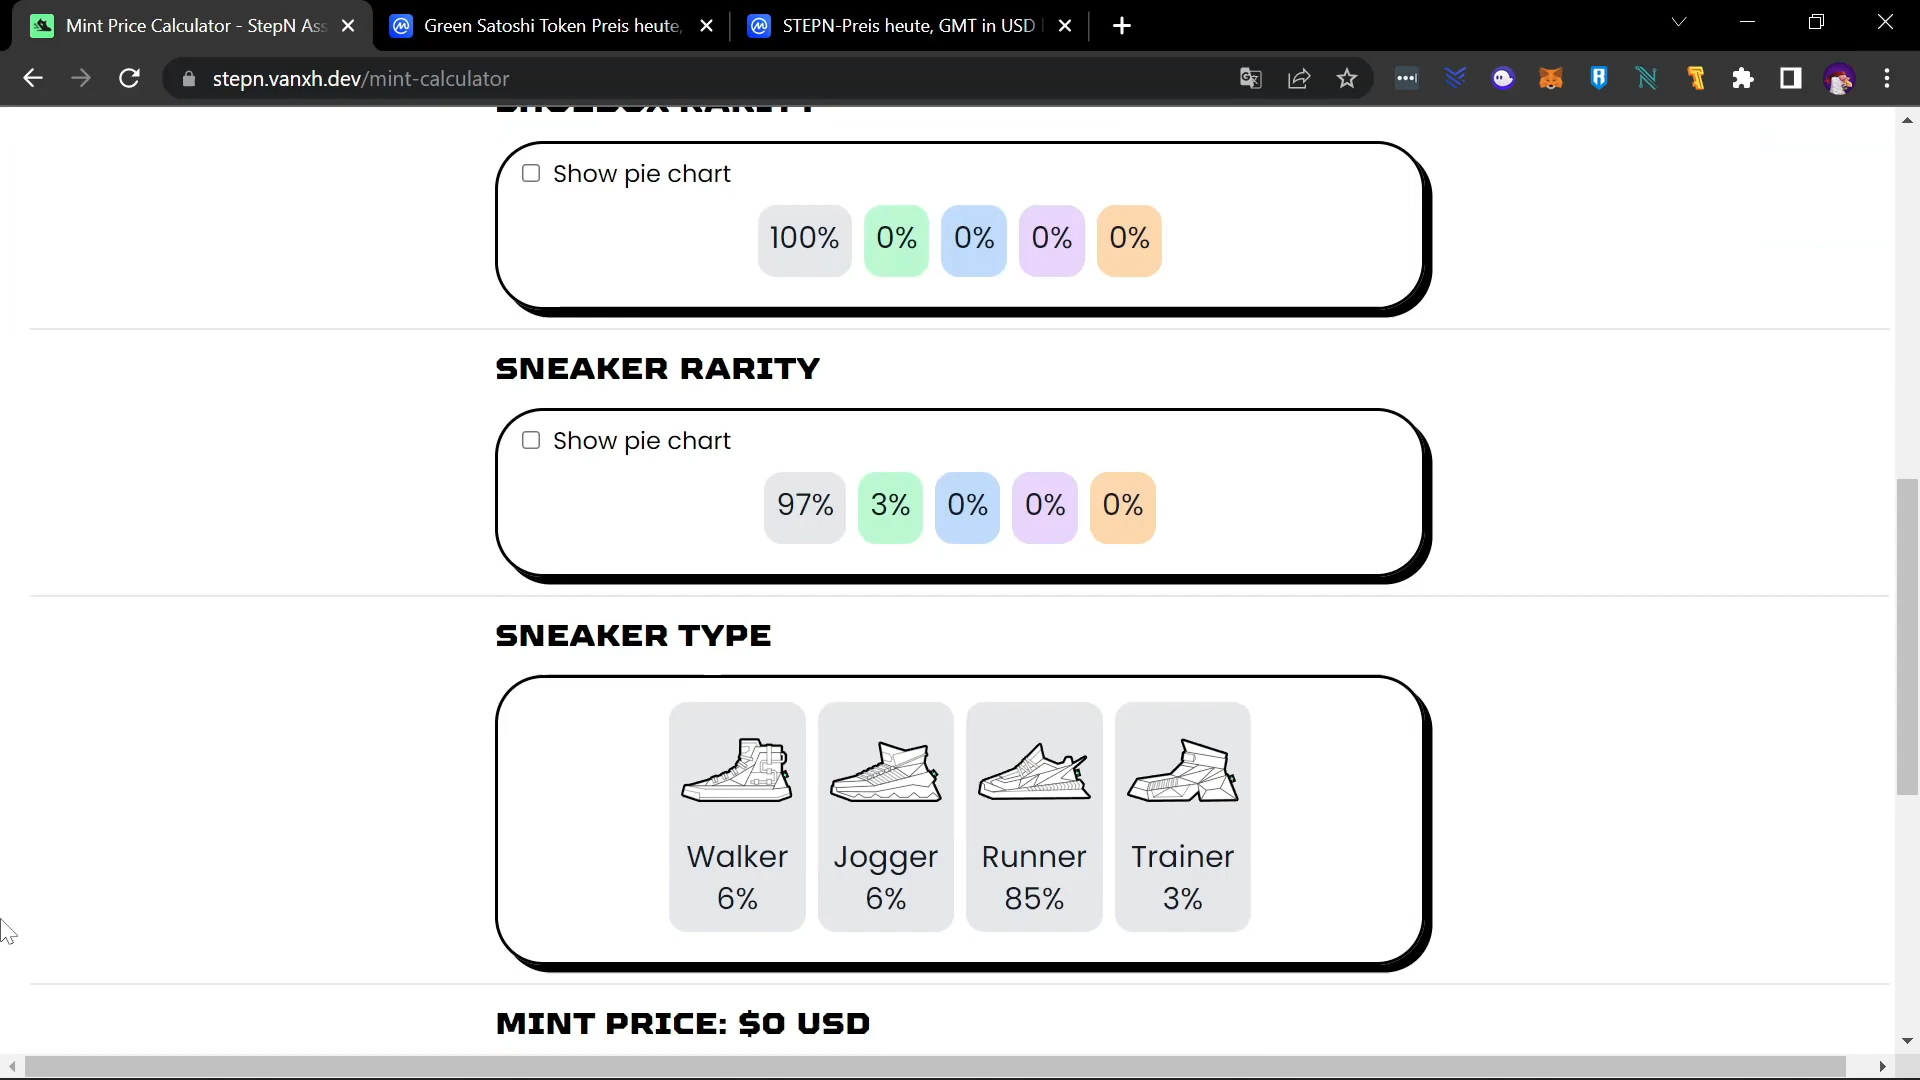 Mint Price Calculator - StepN Ass
Green Satoshi Token Preis heute,
STEPN-Preis heute, GMT in USD
stepn.vanxh.dev/mint-calculator
SHOEBOX RARITY
Show pie chart
100% 0% 0% 0% 0%
SNEAKER RARITY
Show pie chart
97% 3% 0% 0% 0%
SNEAKER TYPE
Walker Jogger Runner Trainer
6% 6% 85% 3%
MINT PRICE: $0 USD